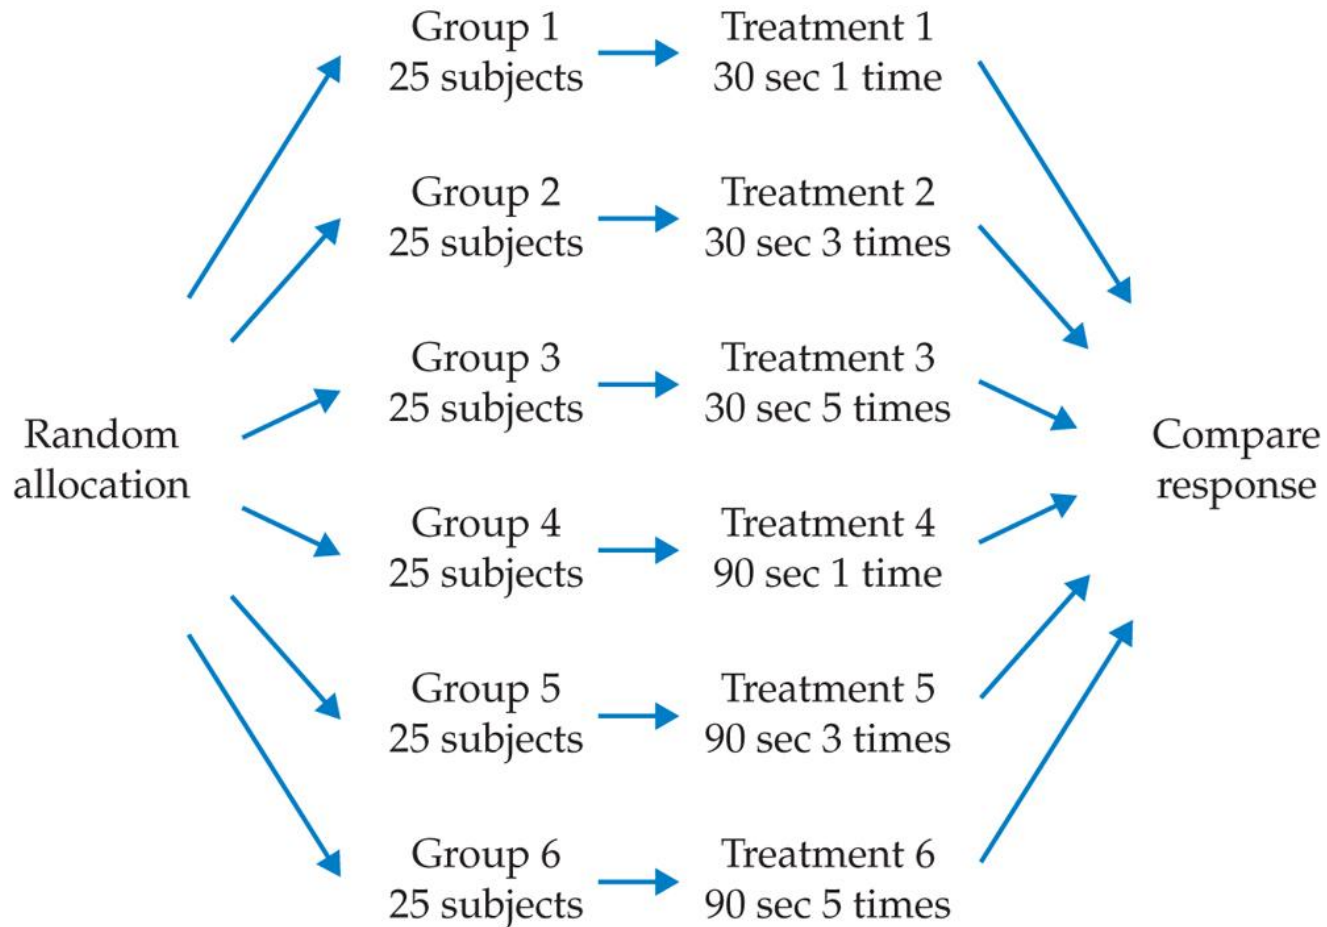 Group 1
25 subjects
Treatment 1
30 sec 1 time
Group 2
25 subjects
Treatment 2
30 sec 3 times
Group 3
25 subjects
Treatment 3
30 sec 5 times
Random
allocation
Compare
response
Group 4
25 subjects
Treatment 4
90 sec 1 time
Group 5
25 subjects
Treatment 5
90 sec 3 times
Group 6
25 subjects
Treatment 6
90 sec 5 times